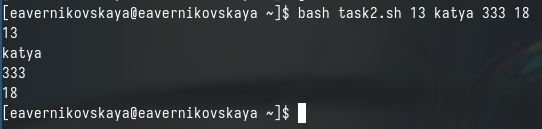 [eavernikovskaya@eavernikovskaya ~]$ bash task2.sh 13 katya 333 18
13
katya
333
18
[eavernikovskaya@eavernikovskaya ~]$